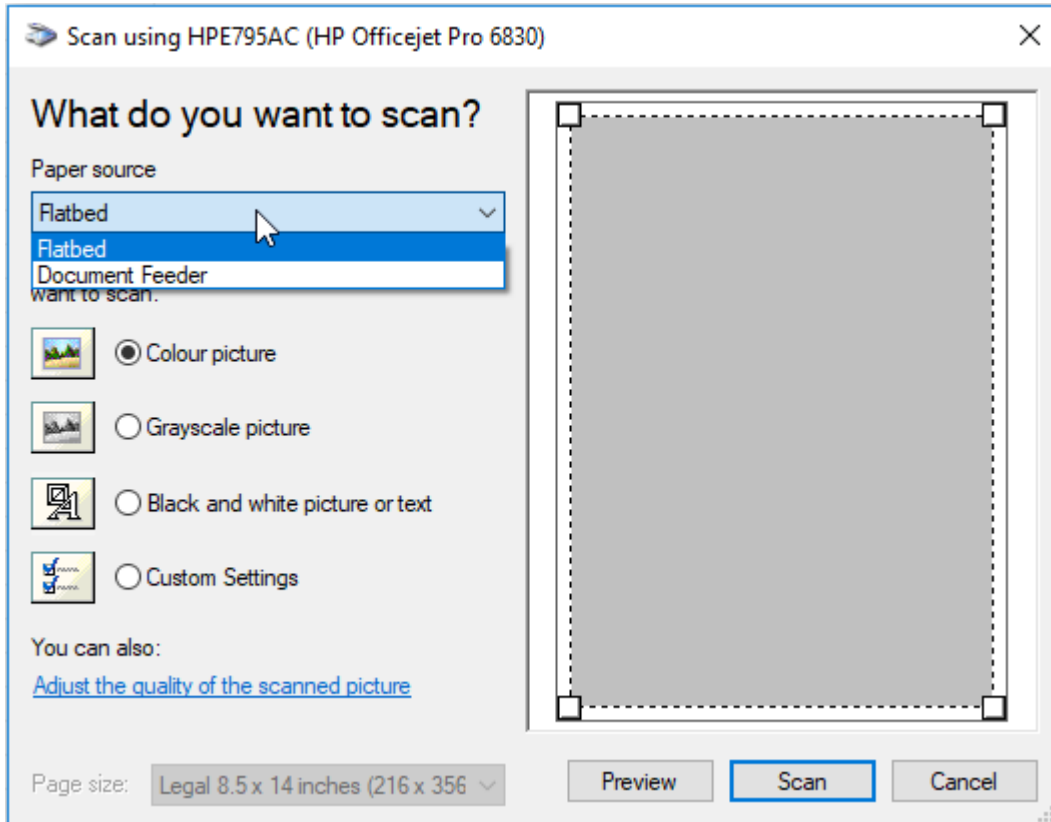 Scan using HPE795AC (HP Officejet Pro 6830)
What do you want to scan?
Paper source
Flatbed
Flatbed
Document Feeder
want to scan:
Colour picture
Grayscale picture
Black and white picture or text
Custom Settings
You can also:
Adjust the quality of the scanned picture
Page size: Legal 8.5 x 14 inches (216 x 356
Preview Scan Cancel